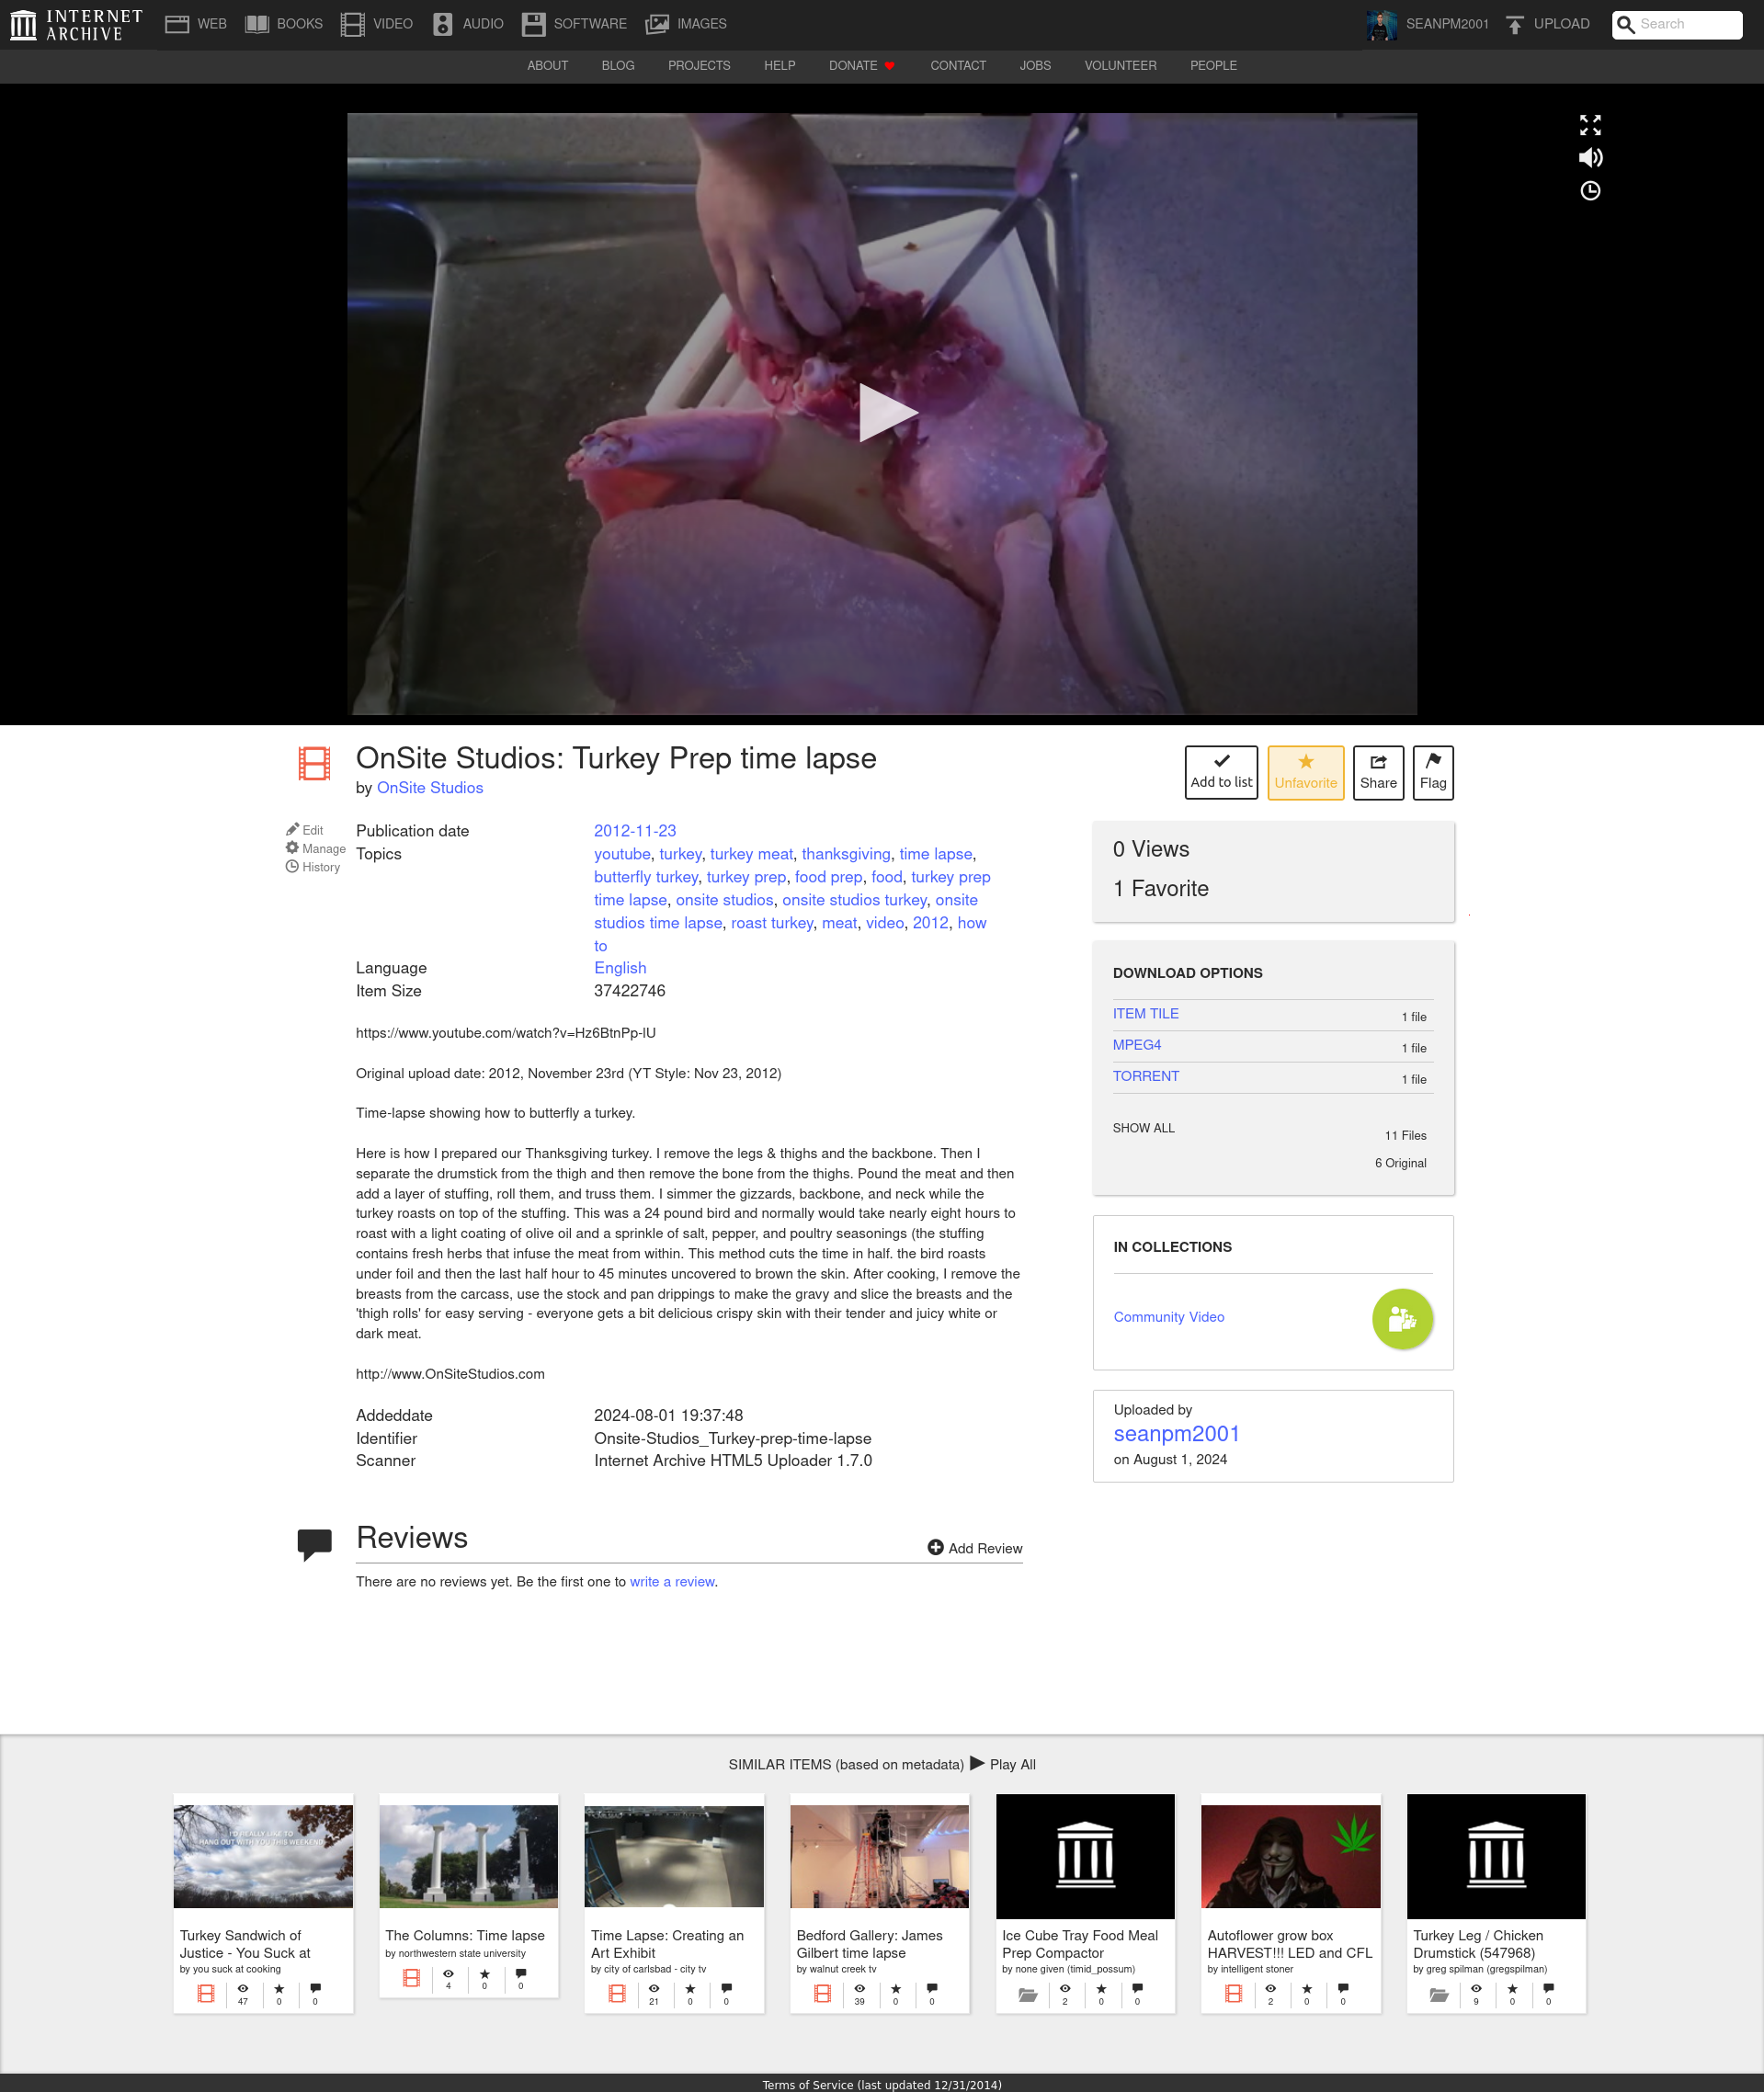 INTERNET
ARCHIVE
WEB BOOKS VIDEO AUDIO SOFTWARE IMAGES SEANPM2001 UPLOAD Search
ABOUT BLOG PROJECTS HELP DONATE CONTACT JOBS VOLUNTEER PEOPLE
OnSite Studios: Turkey Prep time lapse
by OnSite Studios
Add to list Unfavorite Share Flag
Edit
Manage
History
Publication date 2012-11-23
Topics youtube, turkey, turkey meat, thanksgiving, time lapse,
butterfly turkey, turkey prep, food prep, food, turkey prep
time lapse, onsite studios, onsite studios turkey, onsite
studios time lapse, roast turkey, meat, video, 2012, how
to
Language English
Item Size 37422746
https://www.youtube.com/watch?v=Hz6BtnPp-lU
Original upload date: 2012, November 23rd (YT Style: Nov 23, 2012)
Time-lapse showing how to butterfly a turkey.
Here is how I prepared our Thanksgiving turkey. I remove the legs & thighs and the backbone. Then I
separate the drumstick from the thigh and then remove the bone from the thighs. Pound the meat and then
add a layer of stuffing, roll them, and truss them. I simmer the gizzards, backbone, and neck while the
turkey roasts on top of the stuffing. This was a 24 pound bird and normally would take nearly eight hours to
roast with a light coating of olive oil and a sprinkle of salt, pepper, and poultry seasonings (the stuffing
contains fresh herbs that infuse the meat from within. This method cuts the time in half. the bird roasts
under foil and then the last half hour to 45 minutes uncovered to brown the skin. After cooking, I remove the
breasts from the carcass, use the stock and pan drippings to make the gravy and slice the breasts and the
'thigh rolls' for easy serving - everyone gets a bit delicious crispy skin with their tender and juicy white or
dark meat.
http://www.OnSiteStudios.com
Addeddate 2024-08-01 19:37:48
Identifier Onsite-Studios_Turkey-prep-time-lapse
Scanner Internet Archive HTML5 Uploader 1.7.0
0 Views
1 Favorite
DOWNLOAD OPTIONS
ITEM TILE 1 file
MPEG4 1 file
TORRENT 1 file
SHOW ALL 11 Files
6 Original
IN COLLECTIONS
Community Video
Uploaded by
seanpm2001
on August 1, 2024
Reviews
Add Review
There are no reviews yet. Be the first one to write a review.
SIMILAR ITEMS (based on metadata) Play All
I'D REALLY LIKE TO
HANG OUT WITH YOU THIS WEEKEND
Turkey Sandwich of
Justice - You Suck at
by you suck at cooking
47 0 0
The Columns: Time lapse
by northwestern state university
4 0 0
Time Lapse: Creating an
Art Exhibit
by city of carlsbad - city tv
21 0 0
Bedford Gallery: James
Gilbert time lapse
by walnut creek tv
39 0 0
Ice Cube Tray Food Meal
Prep Compactor
by none given (timid_possum)
2 0 0
Autoflower grow box
HARVEST!!! LED and CFL
by intelligent stoner
2 0 0
Turkey Leg / Chicken
Drumstick (547968)
by greg spilman (gregspilman)
9 0 0
Terms of Service (last updated 12/31/2014)